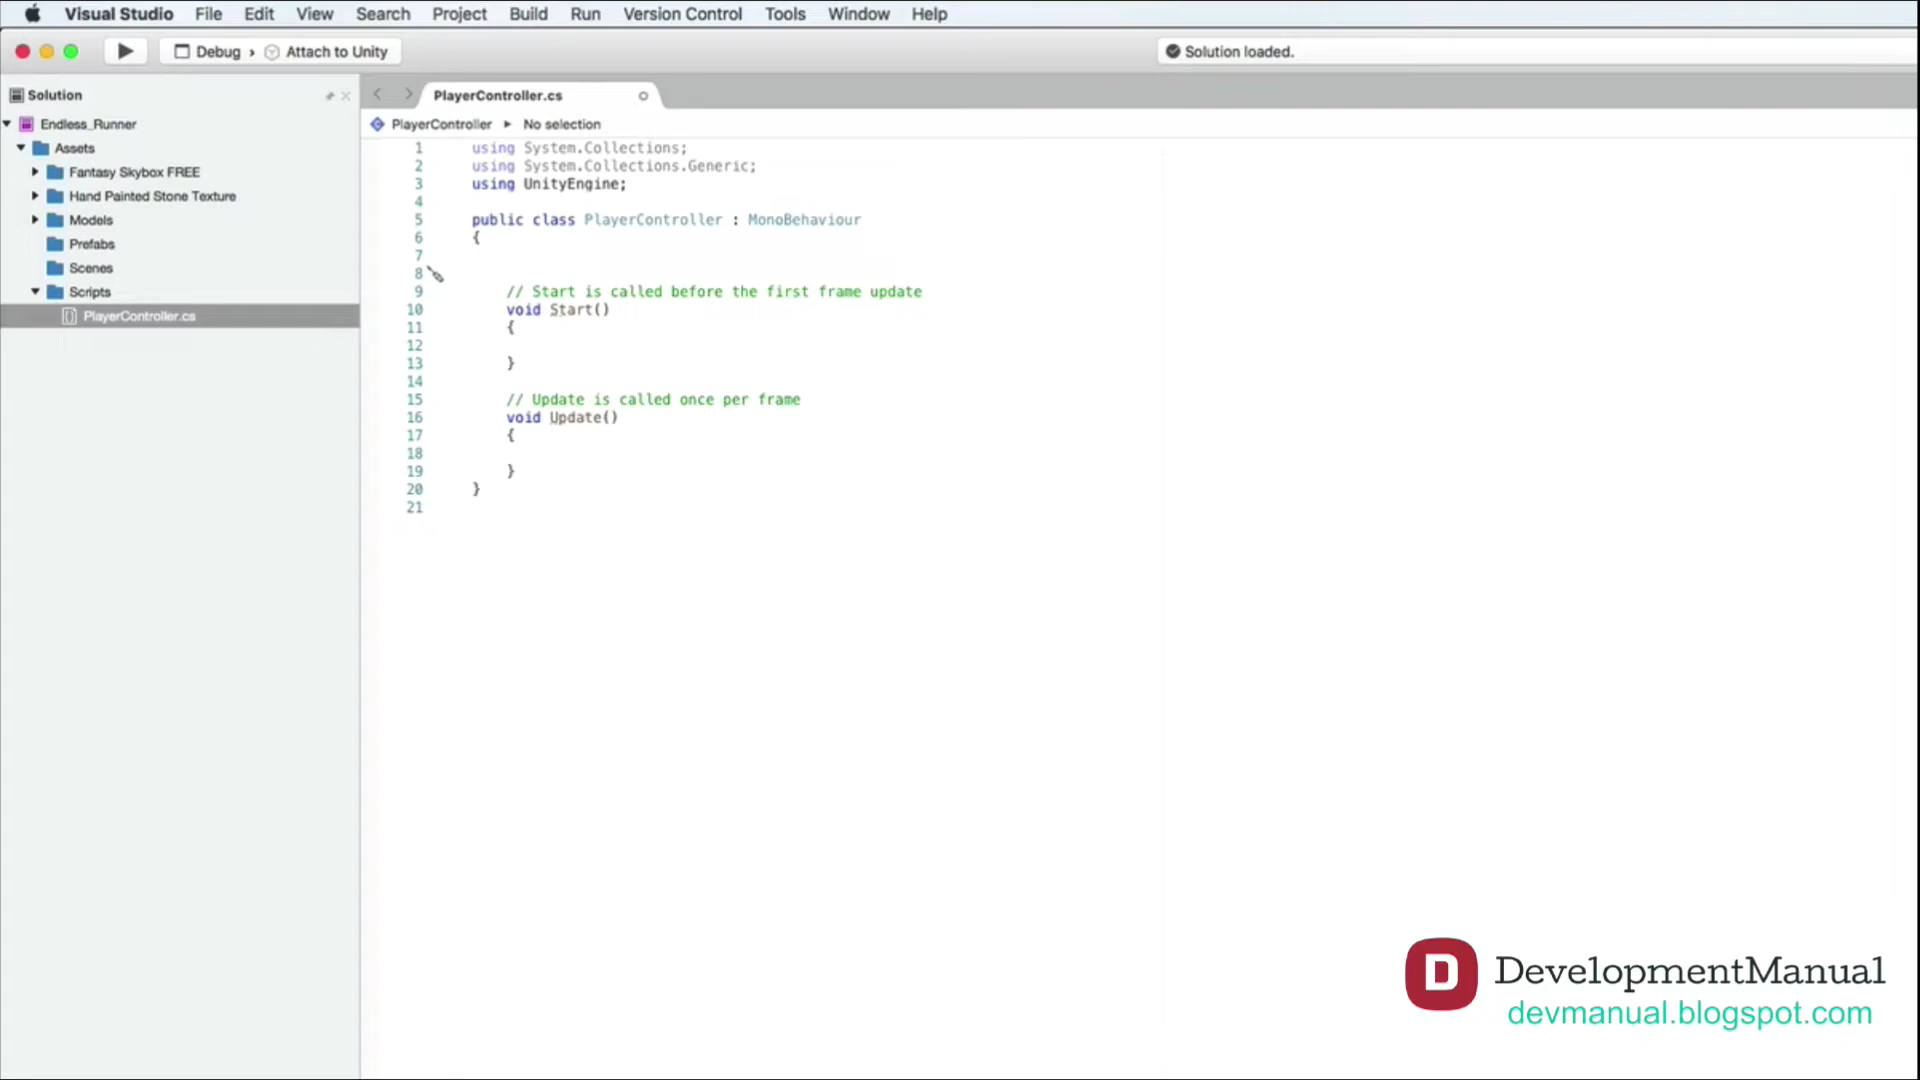 Visual Studio File Edit View Search Project Build Run Version Control Tools Window Help
Debug › Attach to Unity
Solution loaded.
Solution
Endless_Runner
Assets
Fantasy Skybox FREE
Hand Painted Stone Texture
Models
Prefabs
Scenes
Scripts
PlayerController.cs
PlayerController.cs
PlayerController ▸ No selection
1 using System.Collections;
2 using System.Collections.Generic;
3 using UnityEngine;
4
5 public class PlayerController : MonoBehaviour
6 {
7
8
9 // Start is called before the first frame update
10 void Start()
11 {
12
13 }
14
15 // Update is called once per frame
16 void Update()
17 {
18
19 }
20 }
21
D DevelopmentManual
devmanual.blogspot.com